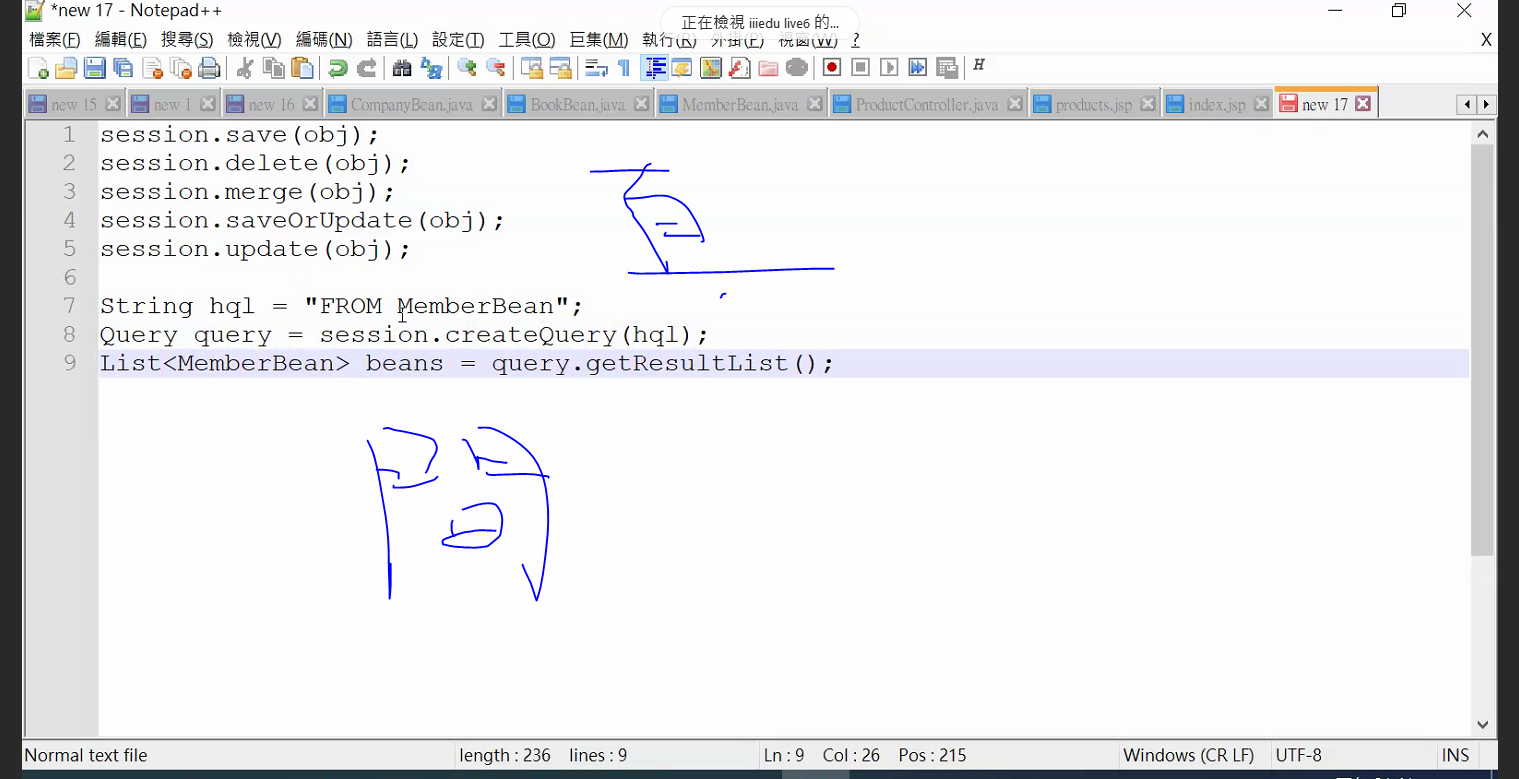 *new 17 - Notepad++
正在檢視 iiiedu live6 的...
檔案(F) 編輯(E) 搜尋(S) 檢視(V) 編碼(N) 語言(L) 設定(T) 工具(O) 巨集(M) 執行(R) 外掛(P) 視窗(W) ? X
H
new 15 new 1 new 16 CompanyBean.java BookBean.java MemberBean.java ProductController.java products.jsp index.jsp new 17
1 session.save(obj);
2 session.delete(obj);
3 session.merge(obj);
4 session.saveOrUpdate(obj);
5 session.update(obj);
6
7 String hql = "FROM MemberBean";
8 Query query = session.createQuery(hql);
9 List<MemberBean> beans = query.getResultList();
Normal text file length : 236 lines : 9 Ln : 9 Col : 26 Pos : 215 Windows (CR LF) UTF-8 INS